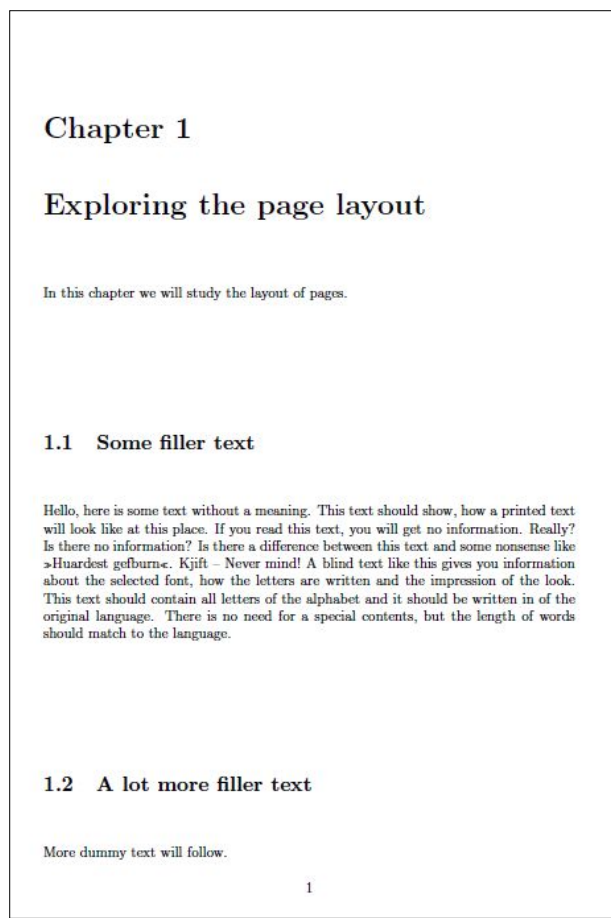 Chapter 1
Exploring the page layout
In this chapter we will study the layout of pages.
1.1 Some filler text
Hello, here is some text without a meaning. This text should show, how a printed text
will look like at this place. If you read this text, you will get no information. Really?
Is there no information? Is there a difference between this text and some nonsense like
»Huardest gefburn«. Kjift – Never mind! A blind text like this gives you information
about the selected font, how the letters are written and the impression of the look.
This text should contain all letters of the alphabet and it should be written in of the
original language. There is no need for a special contents, but the length of words
should match to the language.
1.2 A lot more filler text
More dummy text will follow.
1